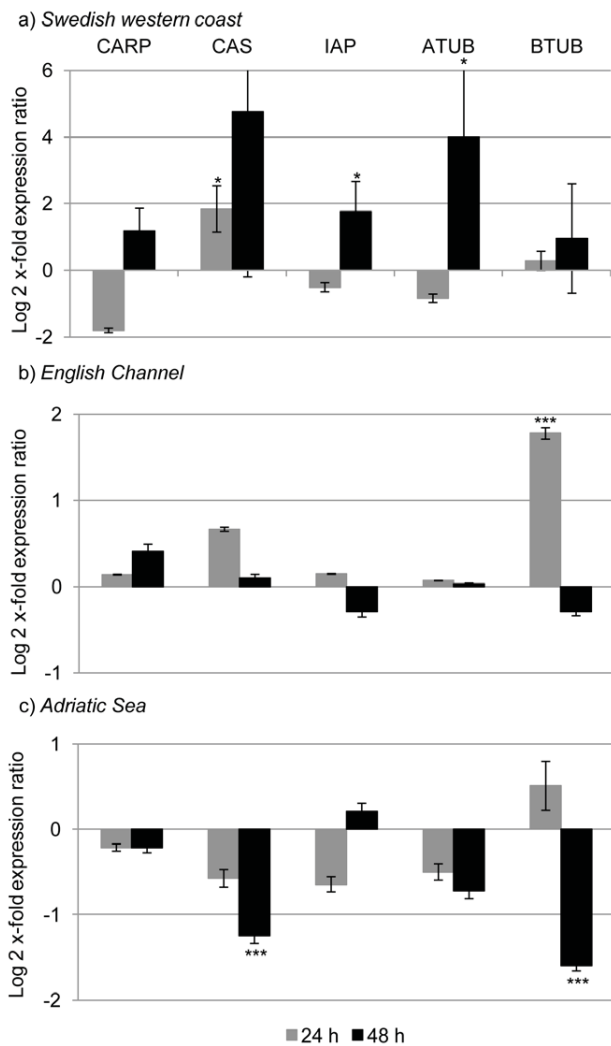 a) Swedish western coast
CARP CAS IAP ATUB BTUB
Log 2 x-fold expression ratio
6
4
2
0
-2
*
*
*
b) English Channel
Log 2 x-fold expression ratio
2
1
0
-1
***
c) Adriatic Sea
Log 2 x-fold expression ratio
1
0
-1
-2
***
***
24 h 48 h